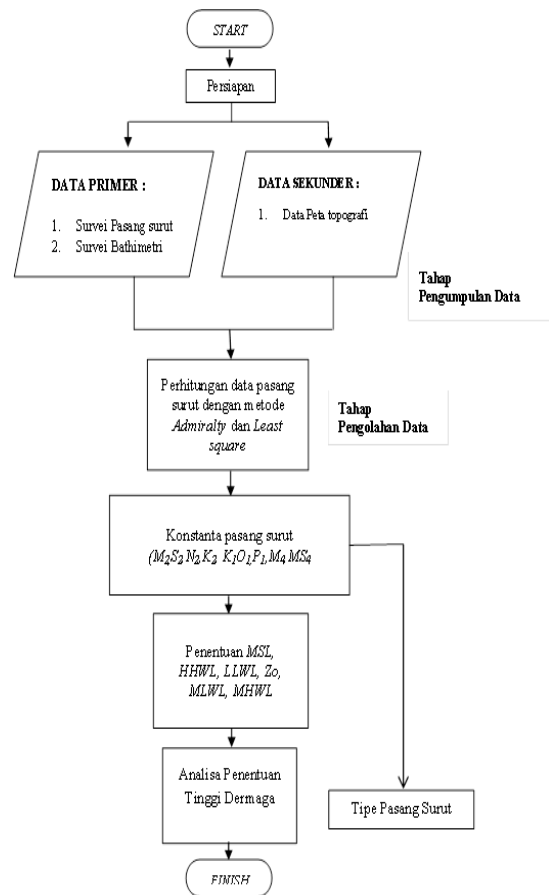 START
Persiapan
DATA PRIMER :
1. Survei Pasang surut
2. Survei Bathimetri
DATA SEKUNDER :
1. Data Peta topografi
Tahap
Pengumpulan Data
Perhitungan data pasang
surut dengan metode
Admiralty dan Least
square
Tahap
Pengolahan Data
Konstanta pasang surut
(M2S2 N2 K2 K1O1P1,M4 MS4
Penentuan MSL,
HHWL, LLWL, Zo,
MLWL, MHWL
Analisa Penentuan
Tinggi Dermaga
Tipe Pasang Surut
FINISH